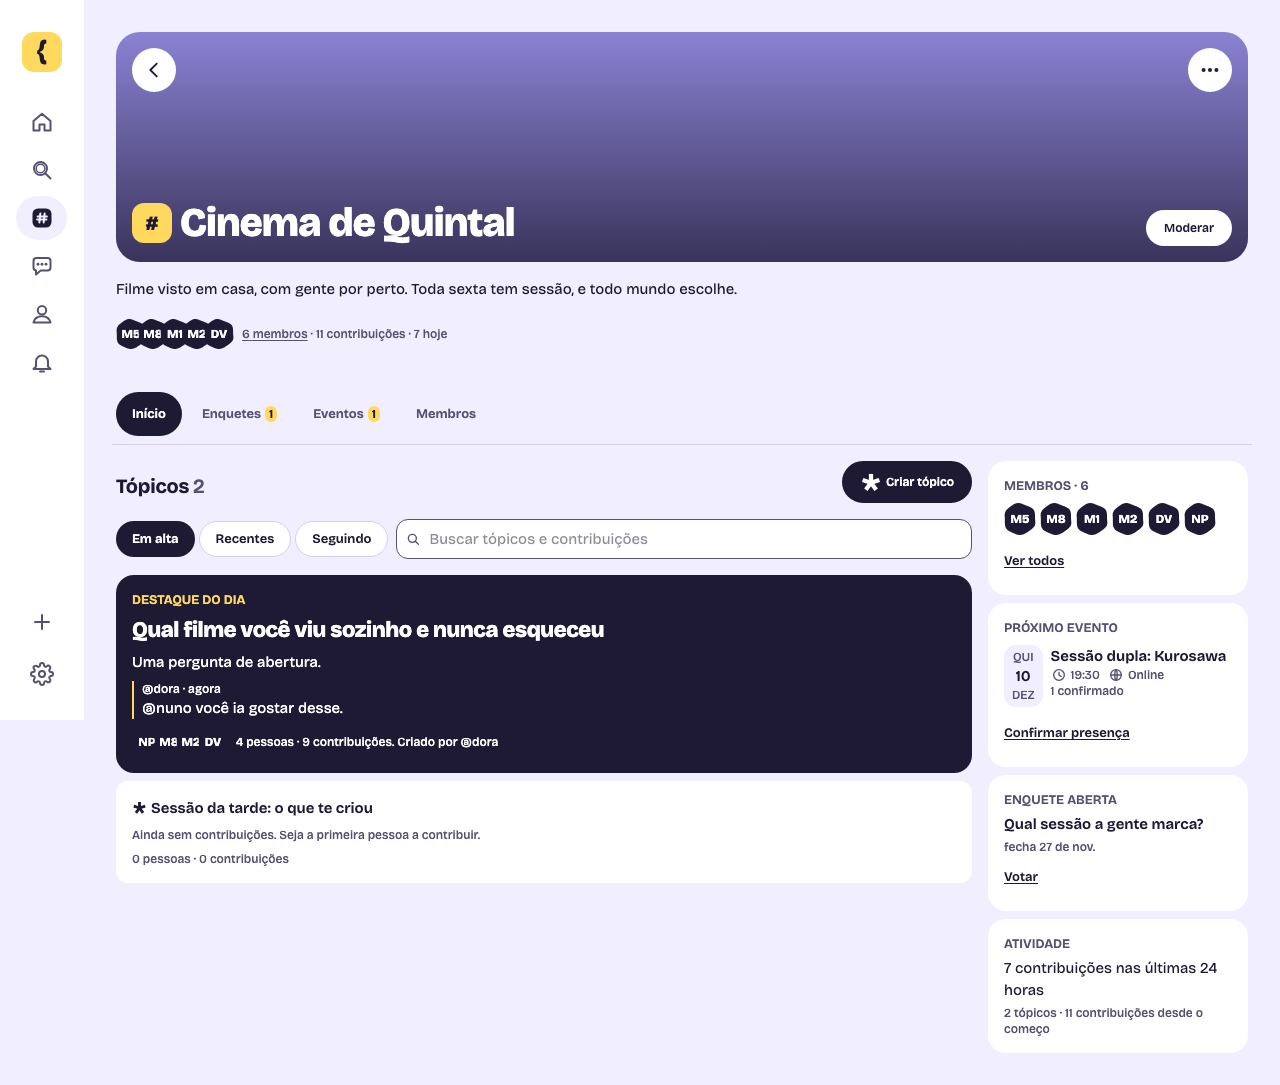 {
# Cinema de Quintal
Moderar
Filme visto em casa, com gente por perto. Toda sexta tem sessão, e todo mundo escolhe.
M5 M8 M1 M2 DV 6 membros · 11 contribuições · 7 hoje
Início Enquetes 1 Eventos 1 Membros
Tópicos 2
Criar tópico
Em alta Recentes Seguindo Buscar tópicos e contribuições
DESTAQUE DO DIA
Qual filme você viu sozinho e nunca esqueceu
Uma pergunta de abertura.
@dora · agora
@nuno você ia gostar desse.
NP M8 M2 DV 4 pessoas · 9 contribuições. Criado por @dora
Sessão da tarde: o que te criou
Ainda sem contribuições. Seja a primeira pessoa a contribuir.
0 pessoas · 0 contribuições
MEMBROS · 6
M5 M8 M1 M2 DV NP
Ver todos
PRÓXIMO EVENTO
QUI
10
DEZ
Sessão dupla: Kurosawa
19:30 Online
1 confirmado
Confirmar presença
ENQUETE ABERTA
Qual sessão a gente marca?
fecha 27 de nov.
Votar
ATIVIDADE
7 contribuições nas últimas 24
horas
2 tópicos · 11 contribuições desde o
começo